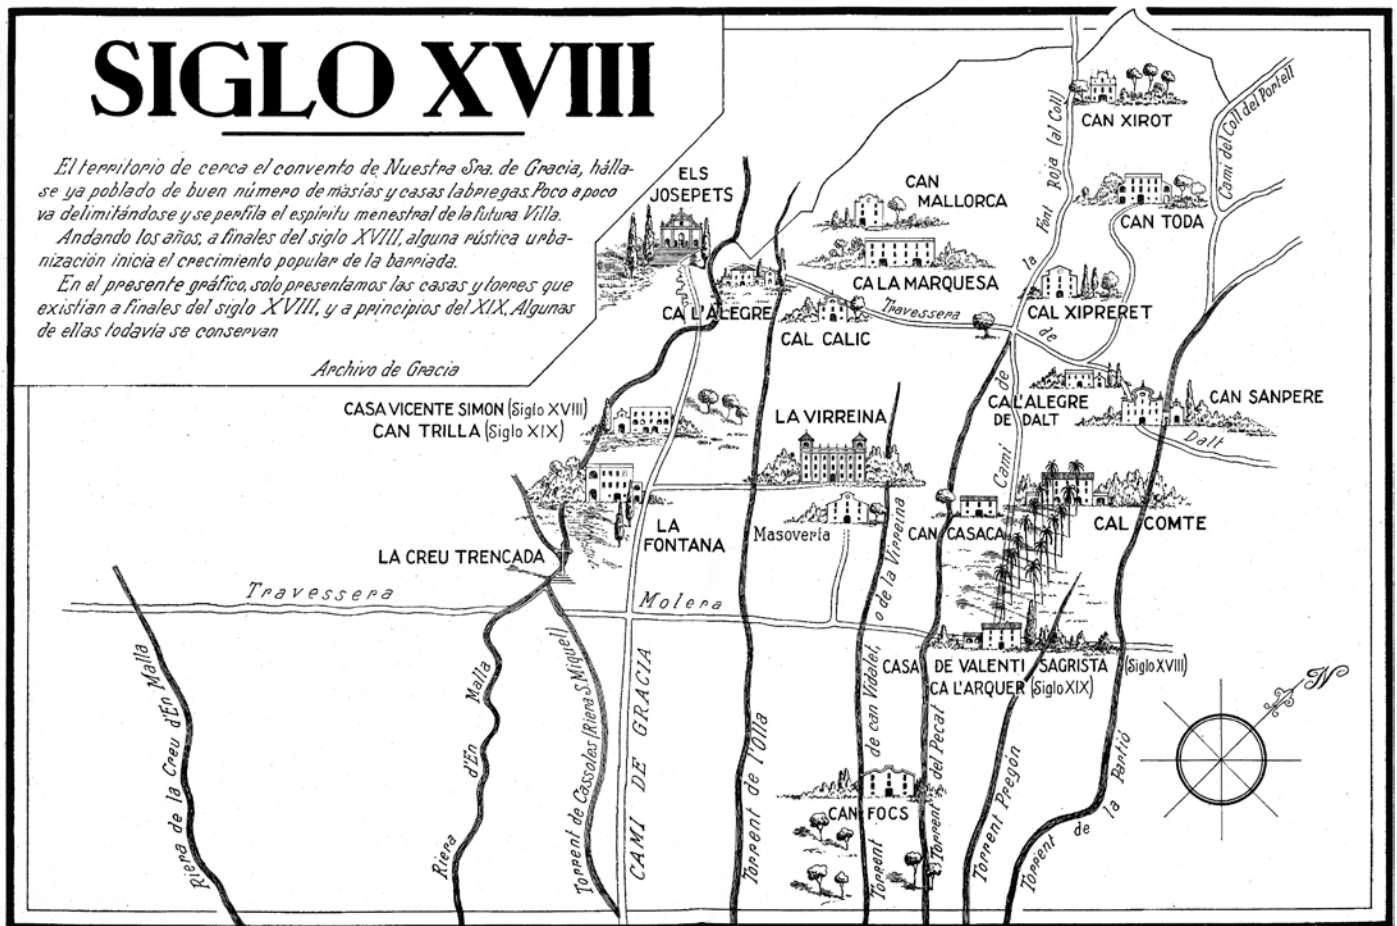 SIGLO XVIII
El territorio de cerca el convento de Nuestra Sra. de Gracia, hálla-
se ya poblado de buen número de masías y casas labriegas. Poco a poco
va delimitándose y se perfila el espíritu menestral de la futura Villa.
Andando los años, a finales del siglo XVIII, alguna rústica urba-
nización inicia el crecimiento popular de la barriada.
En el presente gráfico, solo presentamos las casas y torres que
existian a finales del siglo XVIII, y a principios del XIX. Algunas
de ellas todavia se conservan
Archivo de Gracia
ELS
JOSEPETS
CAN
MALLORCA
CA LA MARQUESA
CAN XIROT
CAN TODA
Camí del Coll del Portell
la Font Roja (al Coll)
CA L'ALEGRE
CAL CALIC
Travessera
de
Dalt
CAL XIPRERET
CASA VICENTE SIMON (Siglo XVIII)
CAN TRILLA (Siglo XIX)
LA VIRREINA
CA L'ALEGRE
DE DALT
CAN SANPERE
Camí de
LA
FONTANA
Masovería
CAN CASACA
CAL COMTE
LA CREU TRENCADA
Travessera
Molera
CASA DE VALENTI SAGRISTA (Siglo XVIII)
CA L'ARQUER (Siglo XIX)
N
CAN FOCS
Riera de la Creu d'En Malla
Riera d'En Malla
Torrent de Cassoles (Riera S. Miquel)
CAMI DE GRACIA
Torrent de l'Olla
Torrent de can Vidalet, o de la Virreina
Torrent del Pecat
Torrent Pregón
Torrent de la Partió